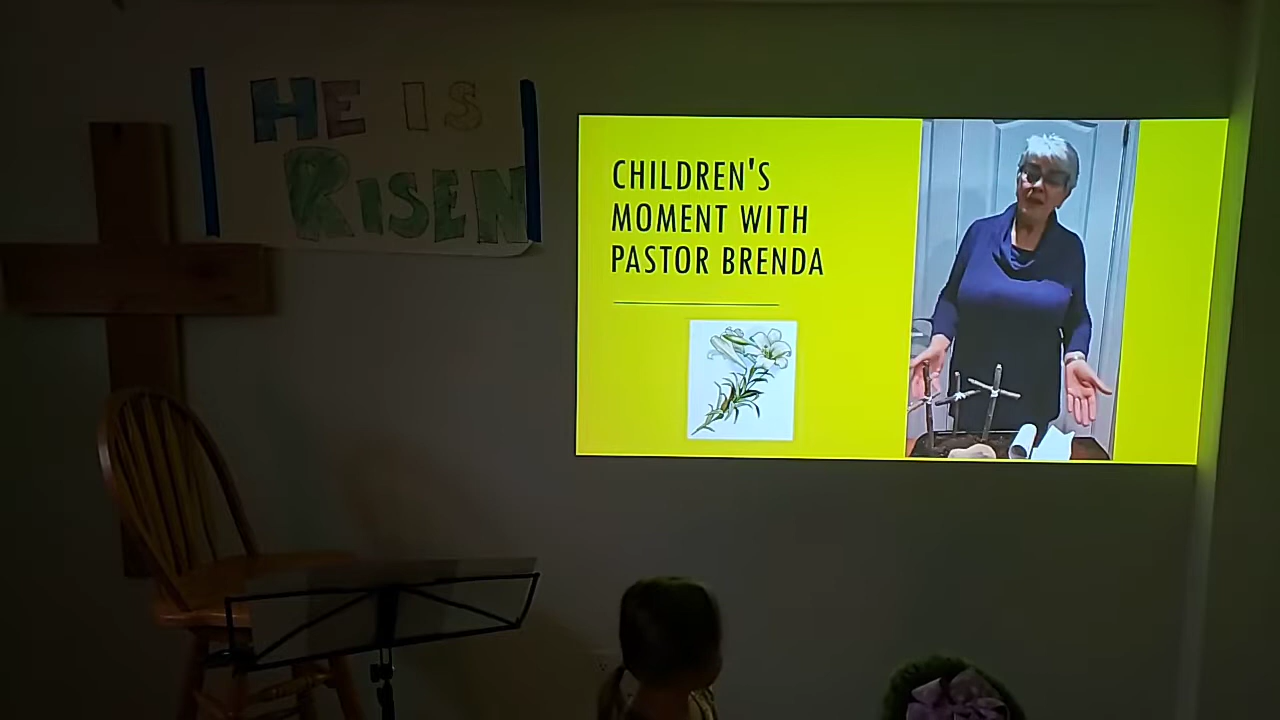 HE IS
RISEN
CHILDREN'S
MOMENT WITH
PASTOR BRENDA